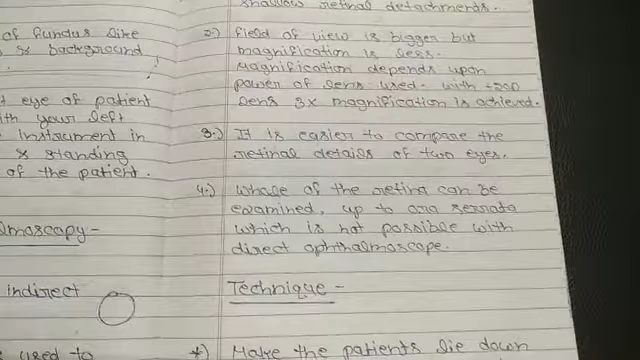 of fundus like
& background
t eye of patient
ith your left
instrument in
& standing
of the patient.
lmoscopy-
indirect
used to
shallow retinal detachments.
2.) field of view is bigger but
magnification is less.
Magnification depends upon
power of lens used. with +20D
lens 3x magnification is achieved.
3.) It is easier to compare the
retinal details of two eyes.
4.) Whole of the retina can be
examined, up to ora serrata
which is not possible with
direct ophthalmoscope.
Technique -
*) Make the patients lie down